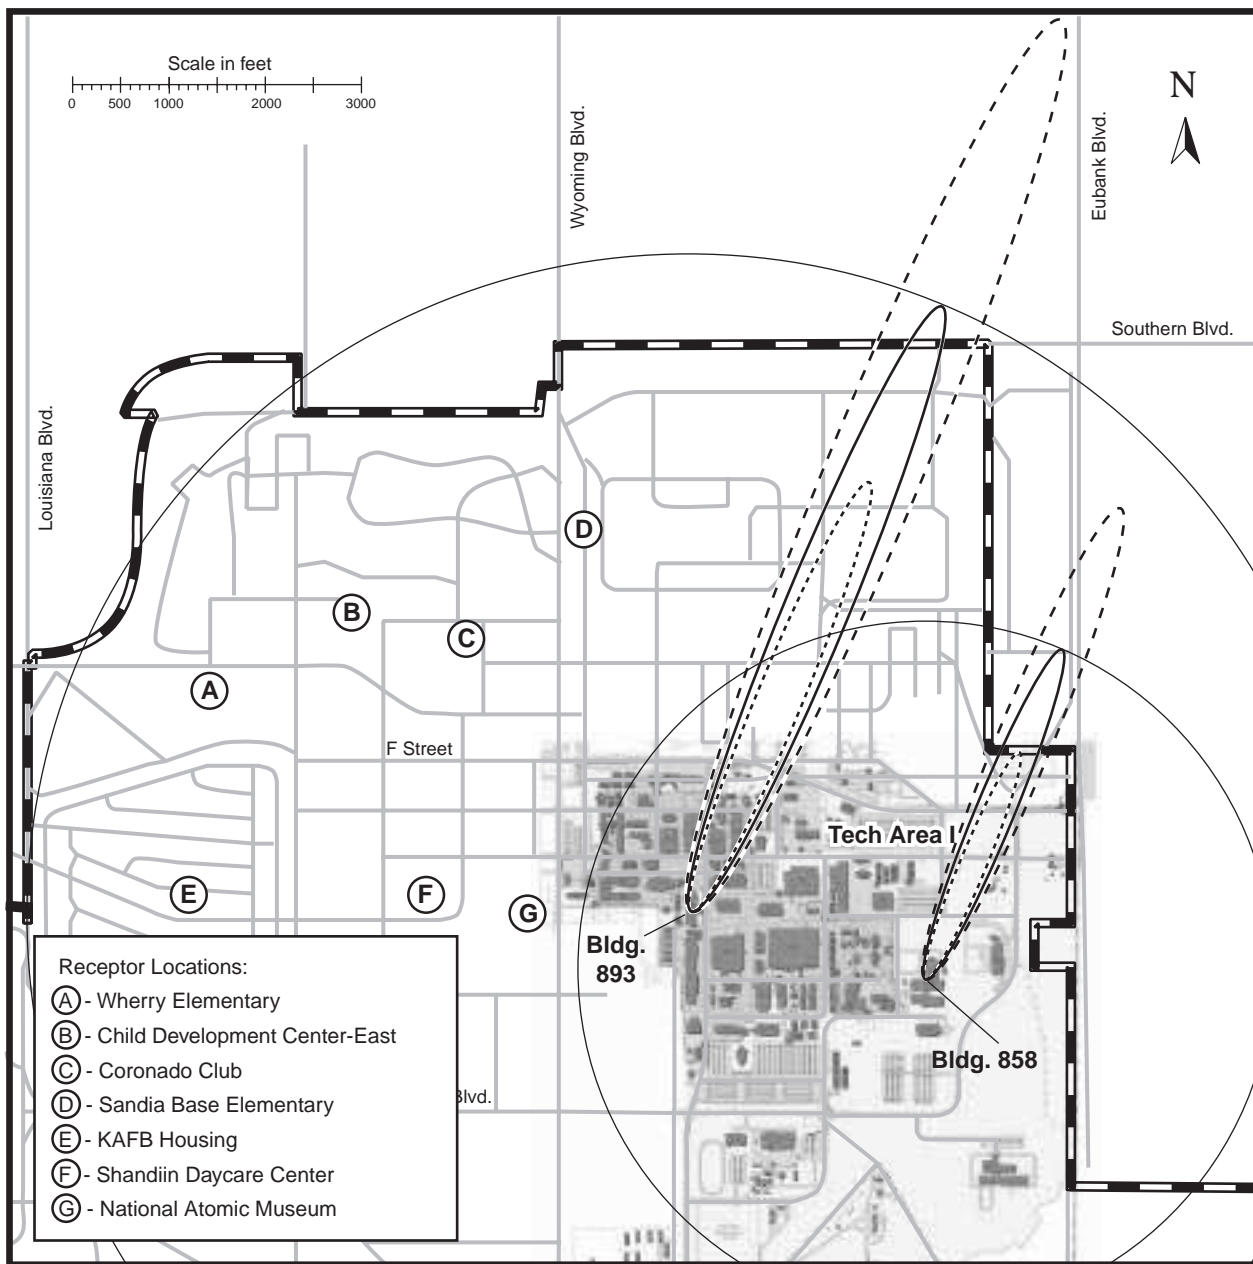 Scale in feet
0 500 1000 2000 3000
N
Wyoming Blvd.
Eubank Blvd.
Southern Blvd.
Louisiana Blvd.
D
B
C
A
F Street
Tech Area I
E
F
G
Bldg.
893
Bldg. 858
Blvd.
Receptor Locations:
A - Wherry Elementary
B - Child Development Center-East
C - Coronado Club
D - Sandia Base Elementary
E - KAFB Housing
F - Shandiin Daycare Center
G - National Atomic Museum